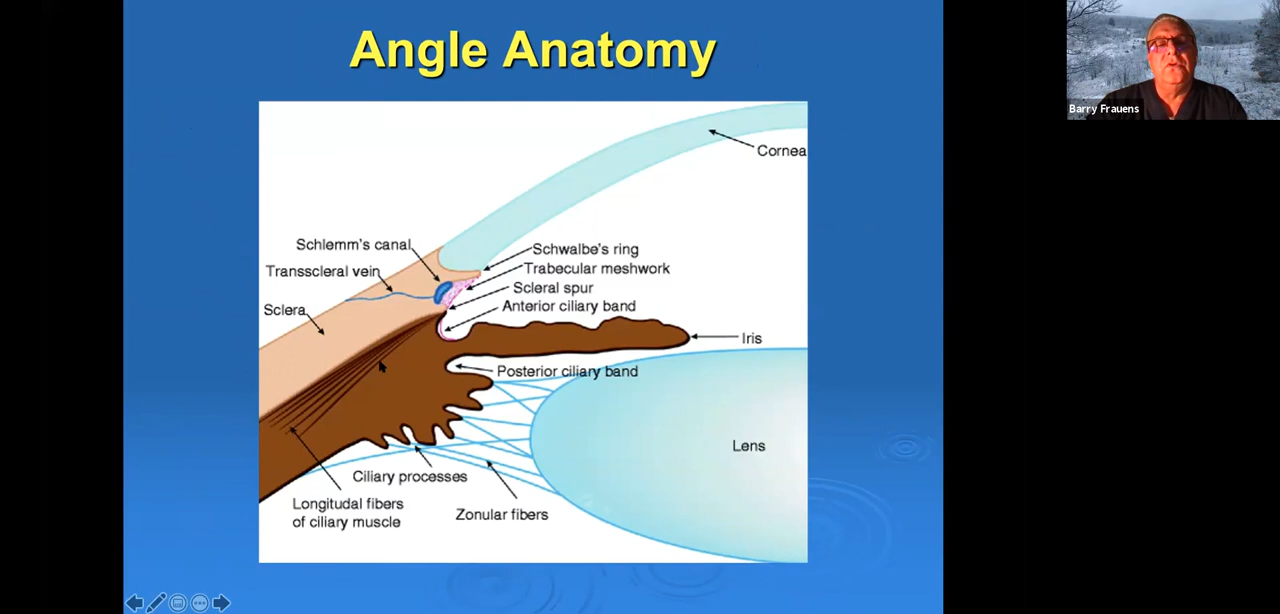 Angle Anatomy
Barry Frauens
Cornea
Schlemm's canal
Schwalbe's ring
Transscleral vein
Trabecular meshwork
Scleral spur
Sclera
Anterior ciliary band
Iris
Posterior ciliary band
Lens
Ciliary processes
Longitudal fibers
of ciliary muscle
Zonular fibers